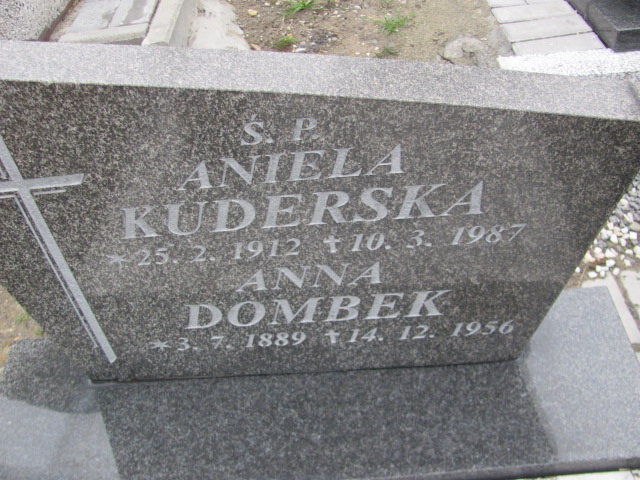 Ś. P.
ANIELA
KUDERSKA
*25. 2. 1912 ✝10. 3. 1987
ANNA
DOMBEK
*3. 7. 1889 ✝14. 12. 1956